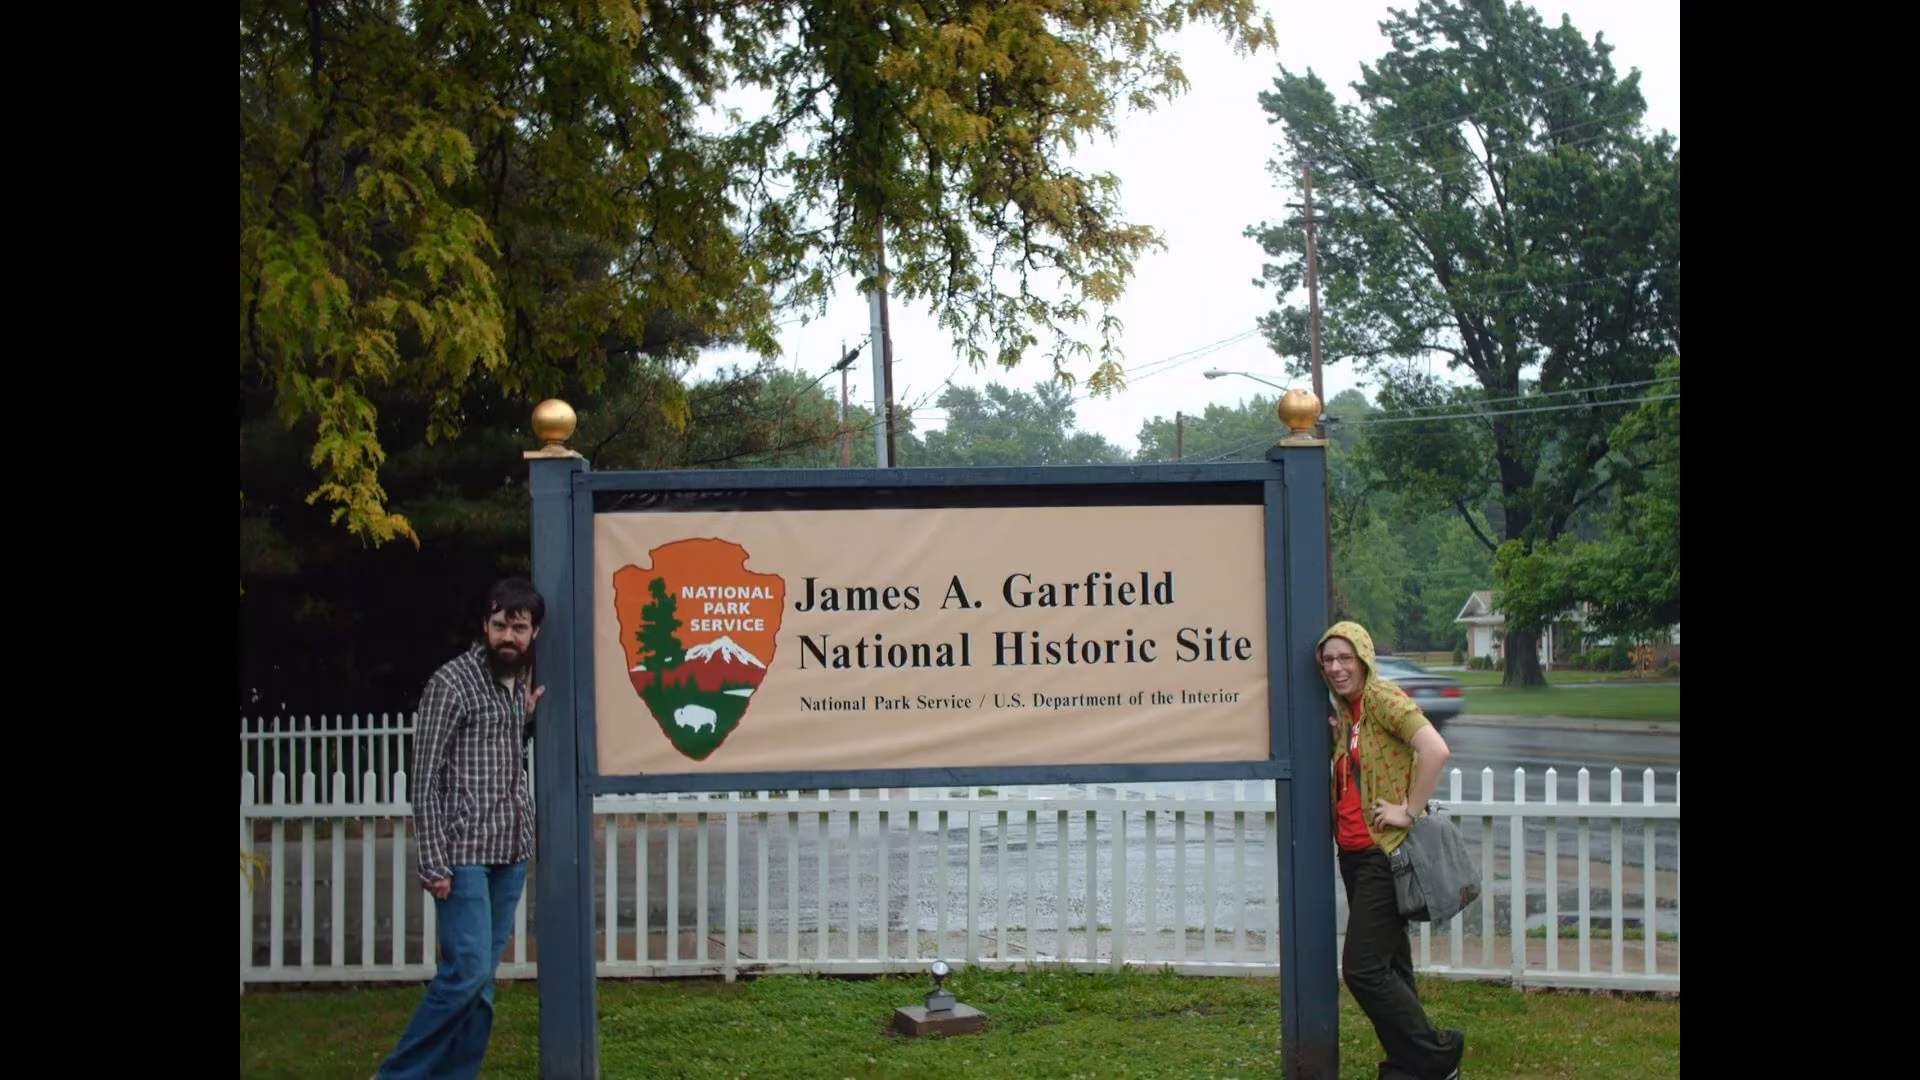 NATIONAL
PARK
SERVICE
James A. Garfield
National Historic Site
National Park Service / U.S. Department of the Interior